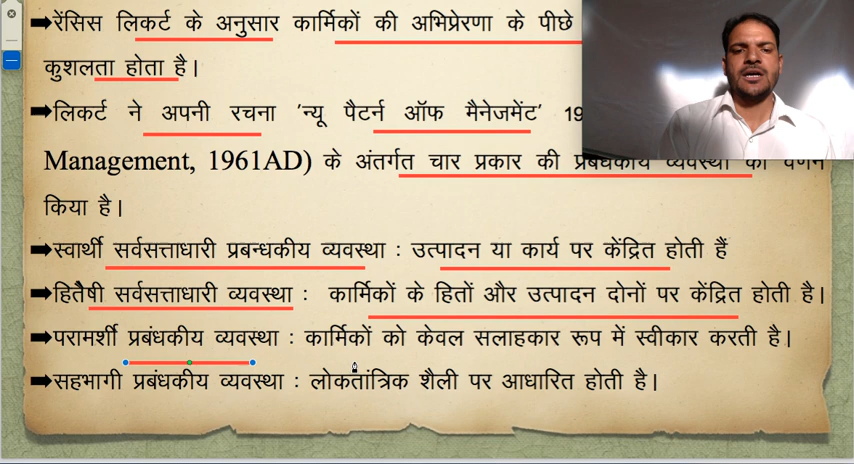 ➡रेंसिस लिकर्ट के अनुसार कार्मिकों की अभिप्रेरणा के पीछे
कुशलता होता है।
➡लिकर्ट ने अपनी रचना 'न्यू पैटर्न ऑफ मैनेजमेंट' 19
Management, 1961AD) के अंतर्गत चार प्रकार की प्रबंधकीय व्यवस्था का वर्णन
किया है।
➡स्वार्थी सर्वसत्ताधारी प्रबन्धकीय व्यवस्था : उत्पादन या कार्य पर केंद्रित होती हैं
➡हितैषी सर्वसत्ताधारी व्यवस्था : कार्मिकों के हितों और उत्पादन दोनों पर केंद्रित होती है।
➡परामर्शी प्रबंधकीय व्यवस्था : कार्मिकों को केवल सलाहकार रूप में स्वीकार करती है।
➡सहभागी प्रबंधकीय व्यवस्था : लोकतांत्रिक शैली पर आधारित होती है।